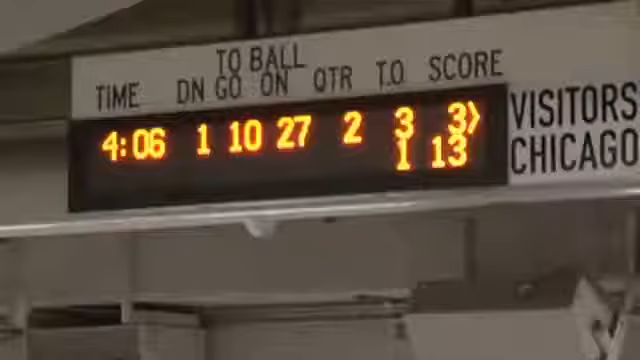 TO BALL
TIME DN GO ON QTR T.O SCORE
4:06 1 10 27 2 3 3› VISITORS
1 13 CHICAGO